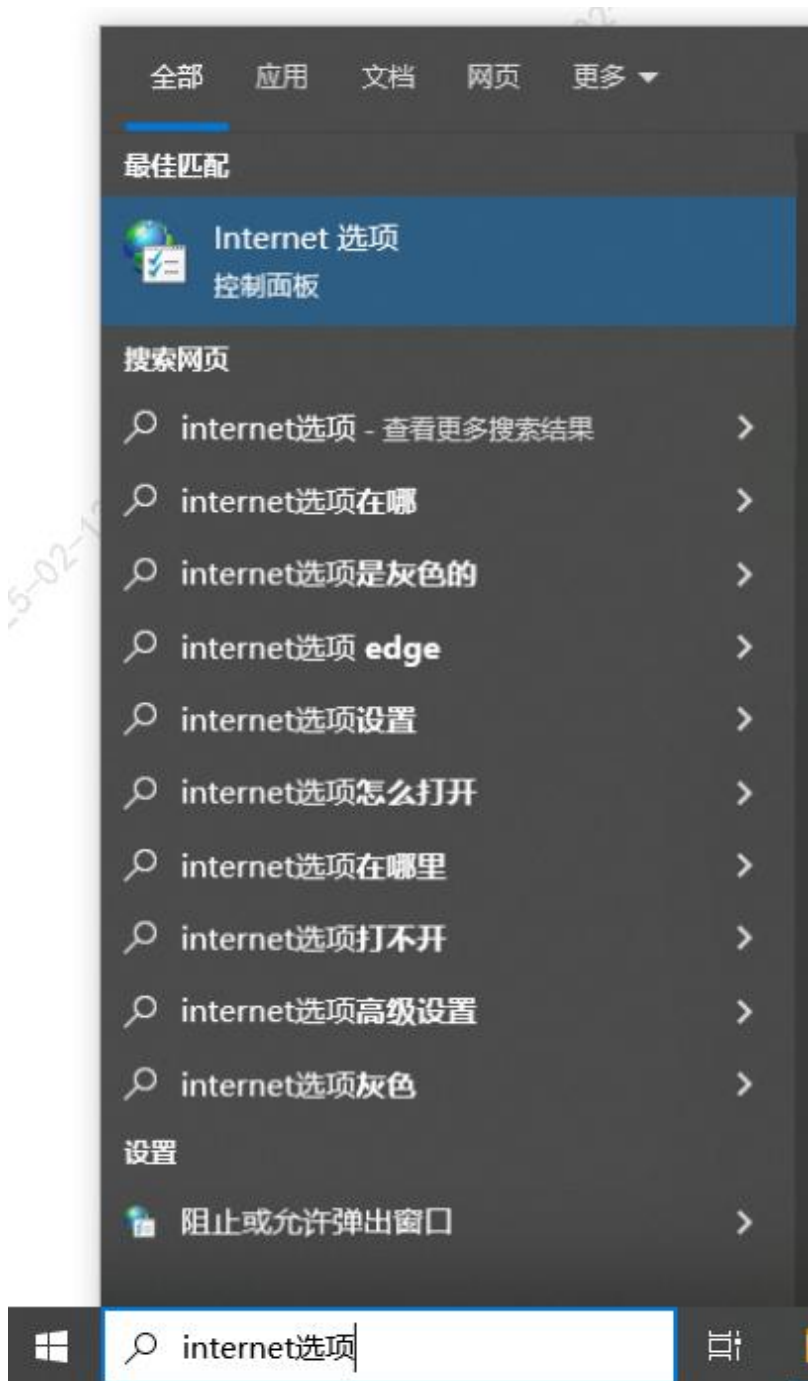 全部 应用 文档 网页 更多
最佳匹配
Internet 选项
控制面板
搜索网页
internet选项 - 查看更多搜索结果
internet选项在哪
internet选项是灰色的
internet选项 edge
internet选项设置
internet选项怎么打开
internet选项在哪里
internet选项打不开
internet选项高级设置
internet选项灰色
设置
阻止或允许弹出窗口
internet选项